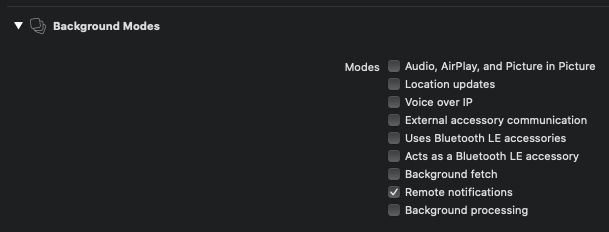 Background Modes
Modes Audio, AirPlay, and Picture in Picture
Location updates
Voice over IP
External accessory communication
Uses Bluetooth LE accessories
Acts as a Bluetooth LE accessory
Background fetch
Remote notifications
Background processing